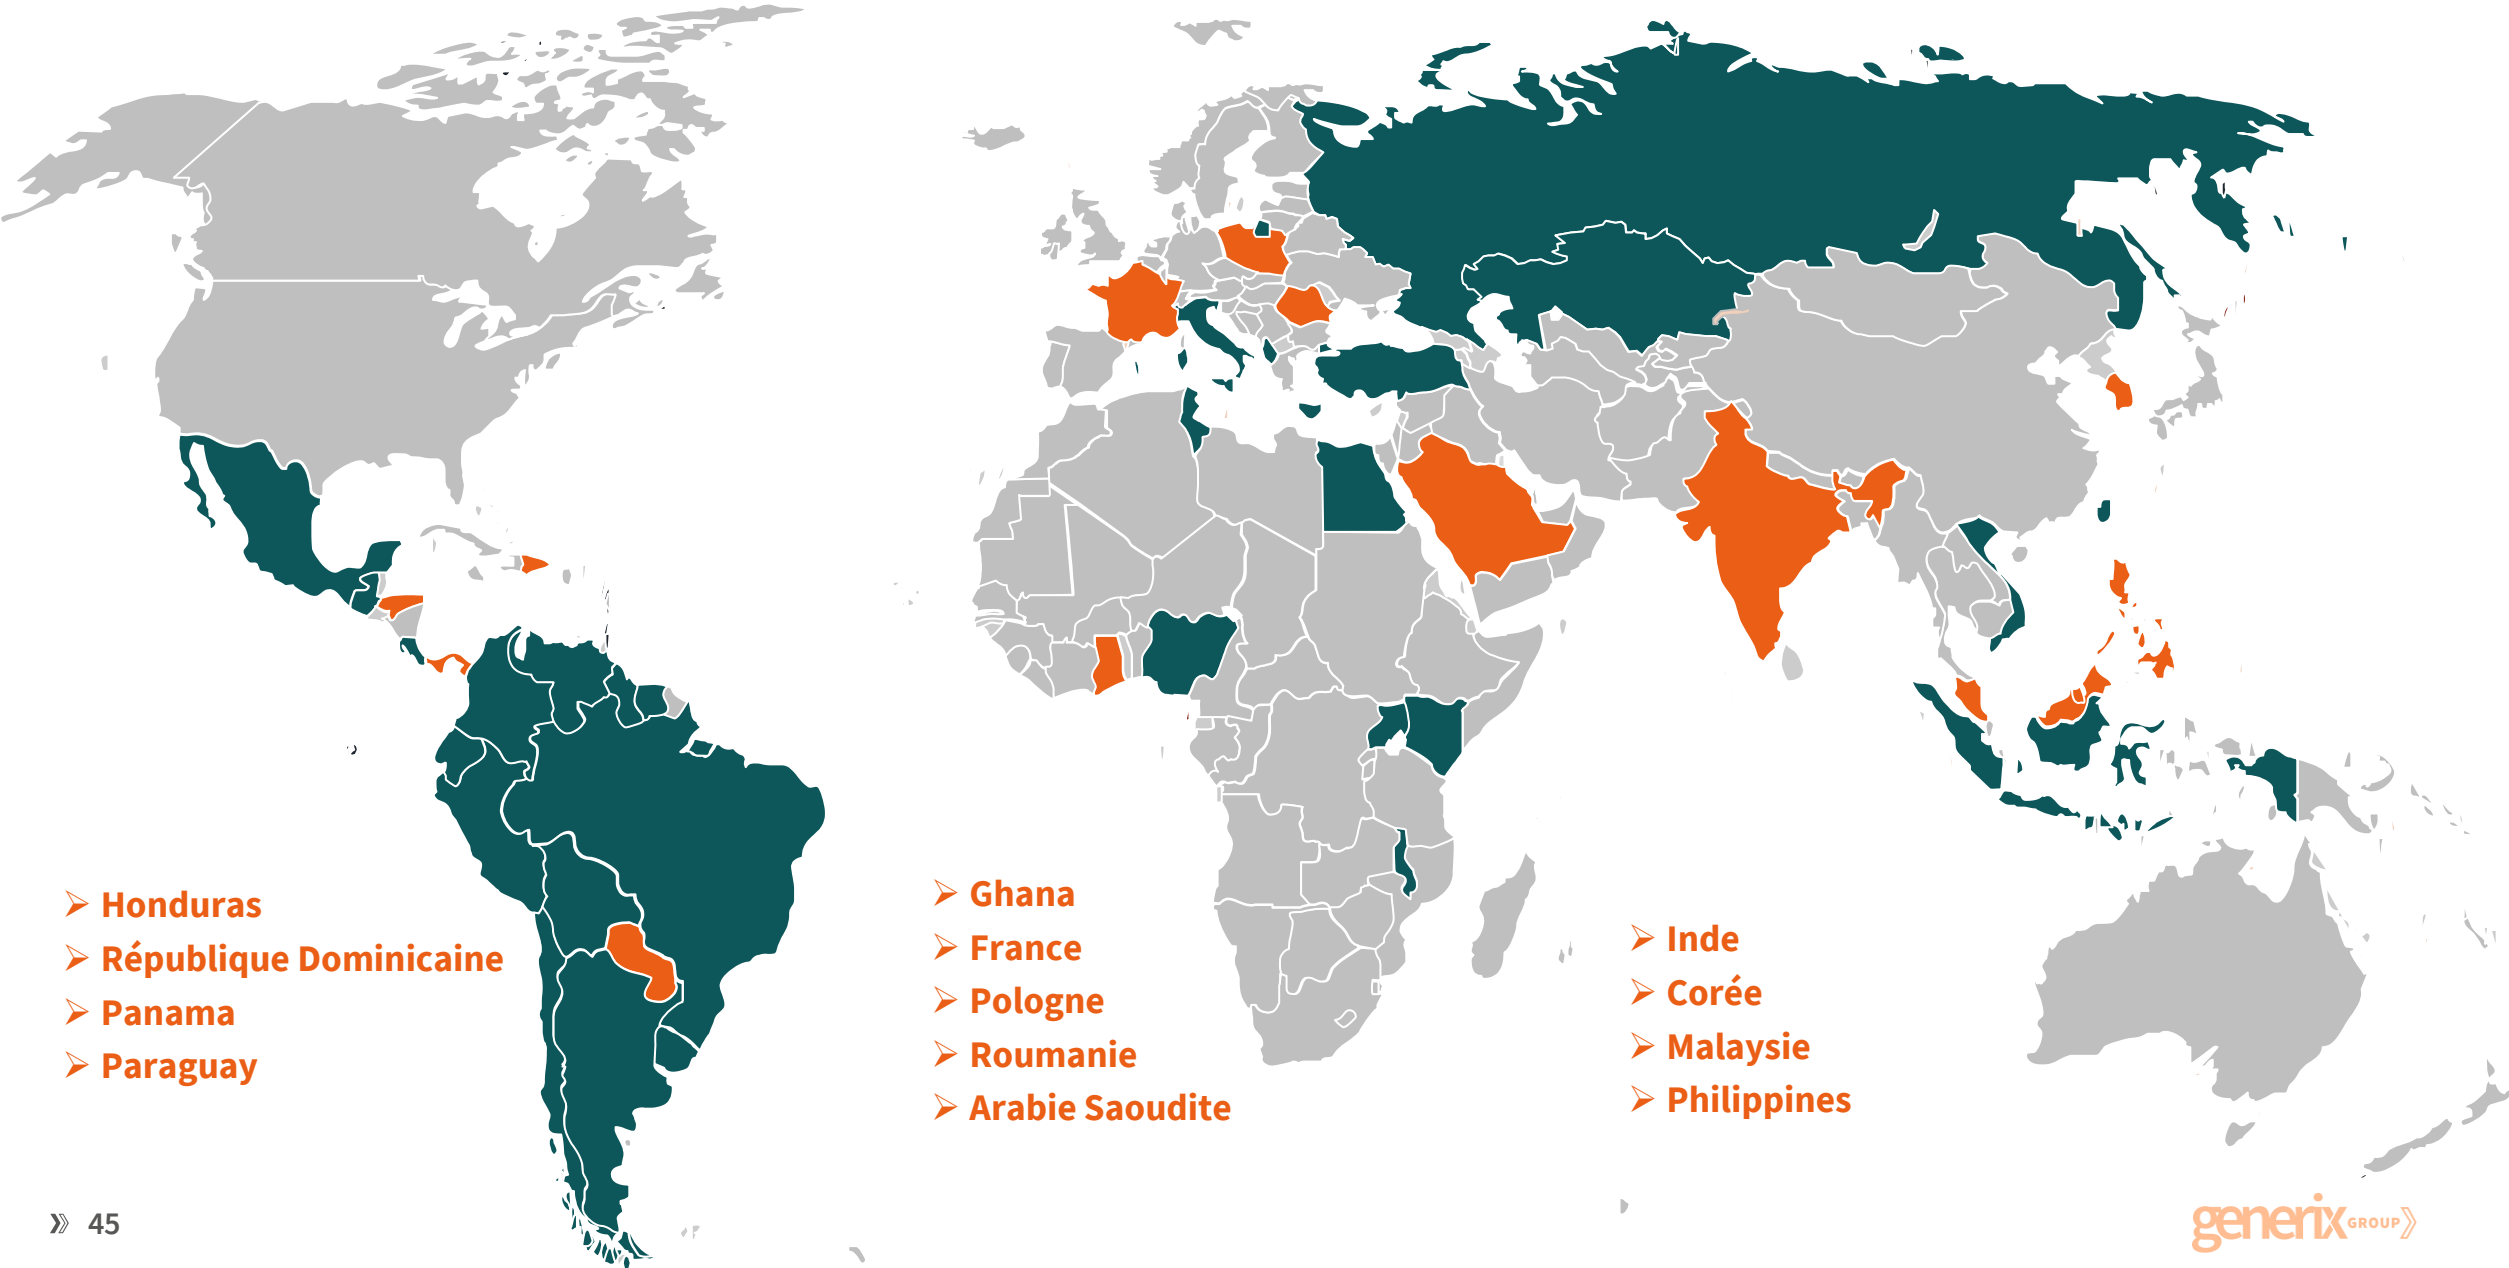 Honduras
République Dominicaine
Panama
Paraguay
Ghana
France
Pologne
Roumanie
Arabie Saoudite
Inde
Corée
Malaysie
Philippines
45
generix GROUP